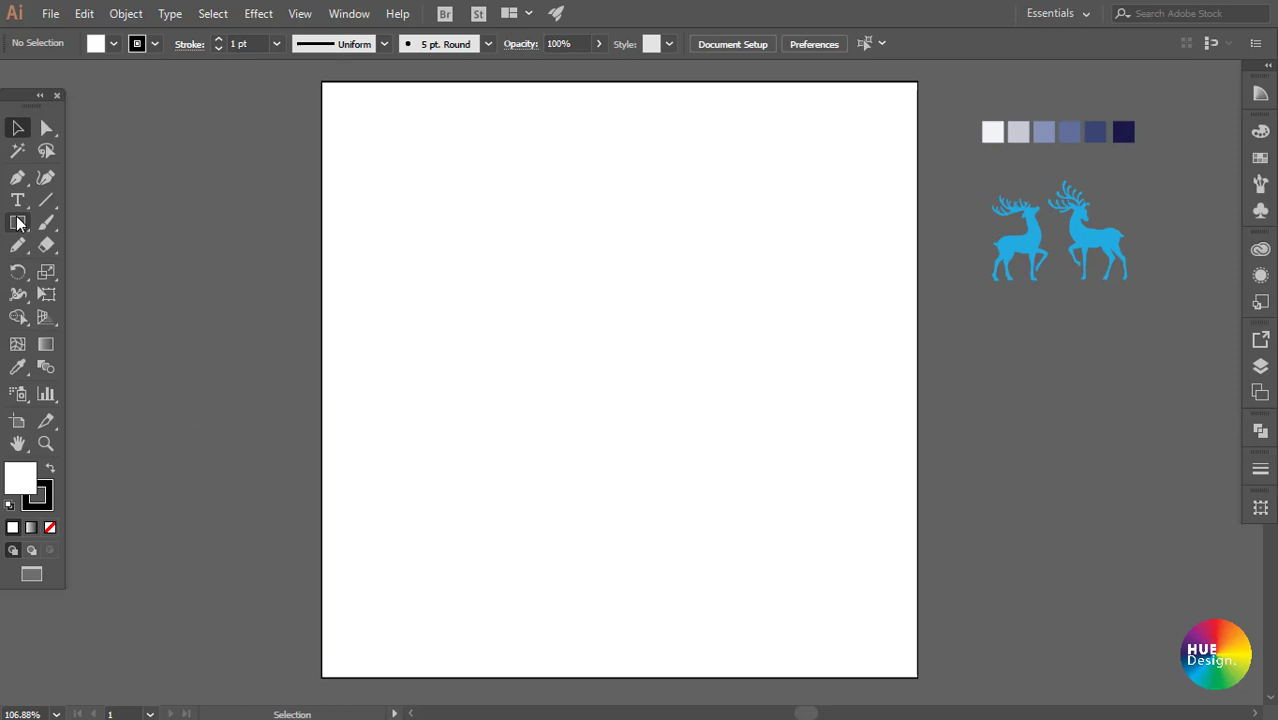 Ai File Edit Object Type Select Effect View Window Help Br St Essentials Search Adobe Stock
No Selection Stroke: 1 pt Uniform 5 pt. Round Opacity: 100% Style: Document Setup Preferences
T
HUE
Design.
106.88% 1 Selection